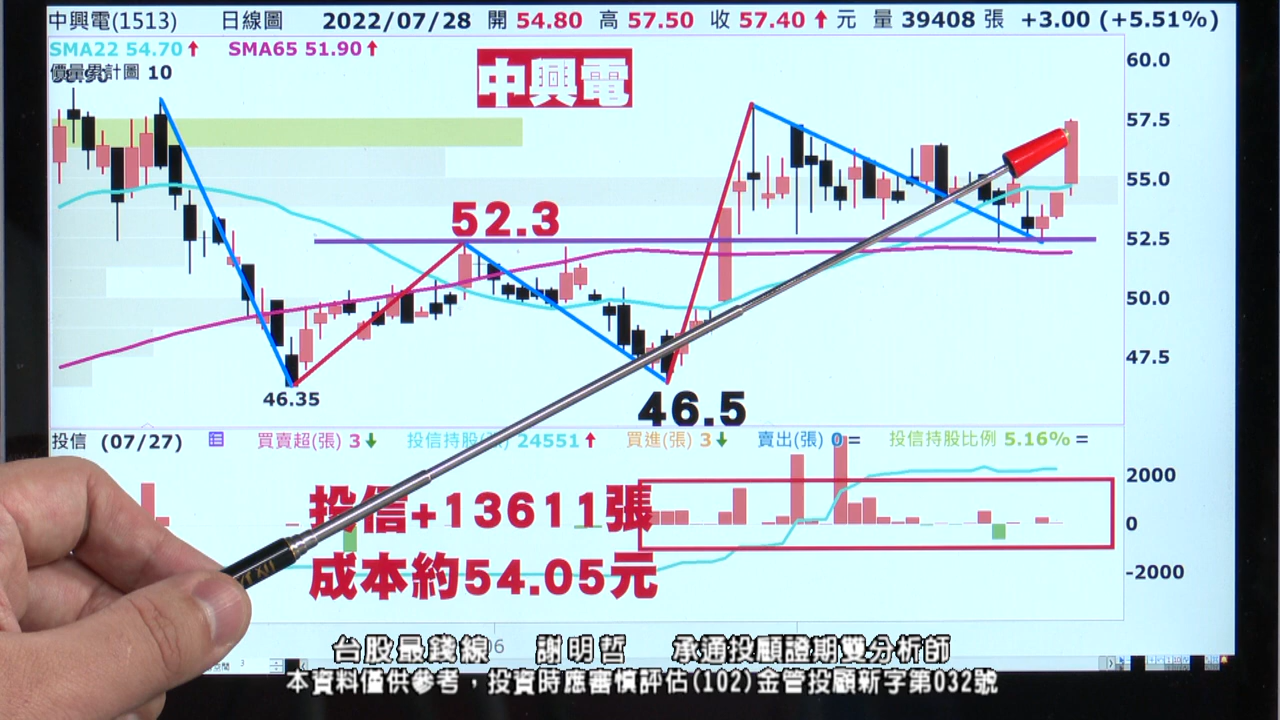 中興電(1513) 日線圖 2022/07/28 開 54.80 高 57.50 收 57.40 元 量 39408 張 +3.00 (+5.51%)
SMA22 54.70 SMA65 51.90
價量累計圖 10
中興電
60.0
57.5
55.0
52.5
50.0
47.5
52.3
46.35
46.5
投信 (07/27) 買賣超(張) 3 投信持股(張) 24551 買進(張) 3 賣出(張) 0 = 投信持股比例 5.16% =
2000
0
-2000
投信+13611張
成本約54.05元
台股最錢線 謝明哲 承通投顧證期雙分析師
本資料僅供參考，投資時應審慎評估(102)金管投顧新字第032號